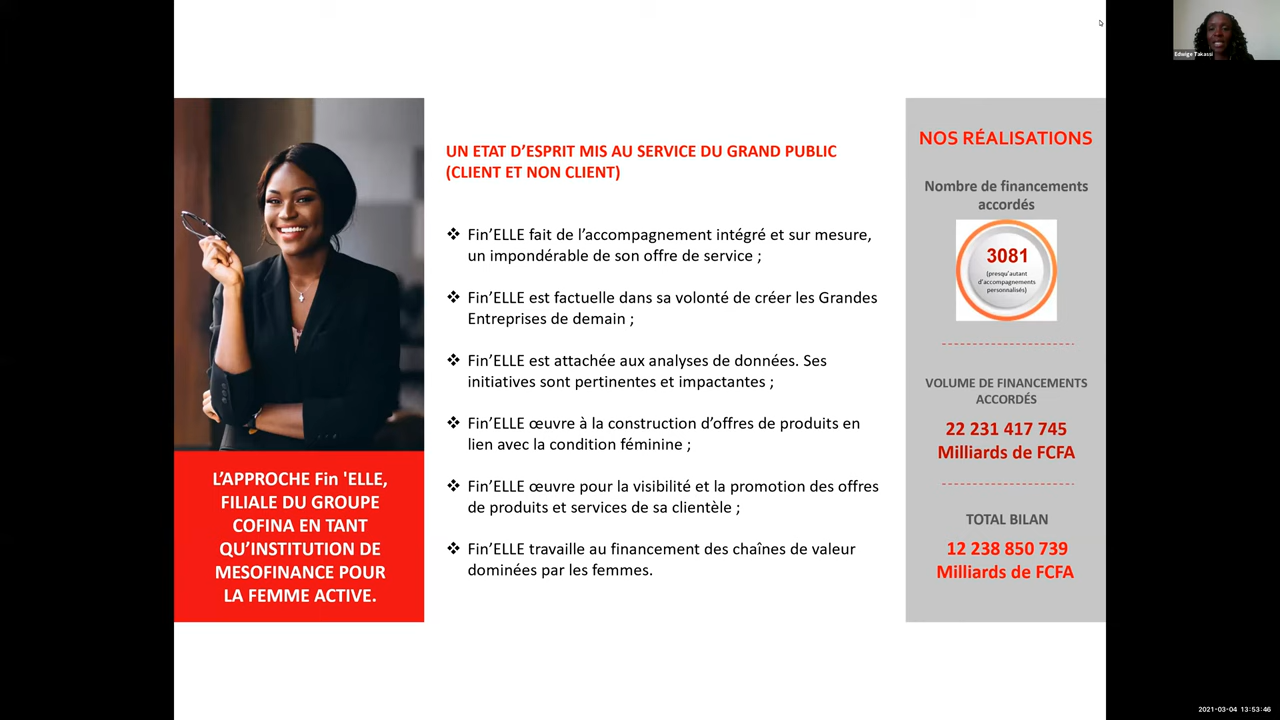 Edwige Takassi
L’APPROCHE Fin 'ELLE,
FILIALE DU GROUPE
COFINA EN TANT
QU’INSTITUTION DE
MESOFINANCE POUR
LA FEMME ACTIVE.
UN ETAT D’ESPRIT MIS AU SERVICE DU GRAND PUBLIC
(CLIENT ET NON CLIENT)
❖ Fin’ELLE fait de l’accompagnement intégré et sur mesure,
un impondérable de son offre de service ;
❖ Fin’ELLE est factuelle dans sa volonté de créer les Grandes
Entreprises de demain ;
❖ Fin’ELLE est attachée aux analyses de données. Ses
initiatives sont pertinentes et impactantes ;
❖ Fin’ELLE œuvre à la construction d’offres de produits en
lien avec la condition féminine ;
❖ Fin’ELLE œuvre pour la visibilité et la promotion des offres
de produits et services de sa clientèle ;
❖ Fin’ELLE travaille au financement des chaînes de valeur
dominées par les femmes.
NOS RÉALISATIONS
Nombre de financements
accordés
3081
(presqu’autant
d’accompagnements
personnalisés)
VOLUME DE FINANCEMENTS
ACCORDÉS
22 231 417 745
Milliards de FCFA
TOTAL BILAN
12 238 850 739
Milliards de FCFA
2021-03-04 13:53:46